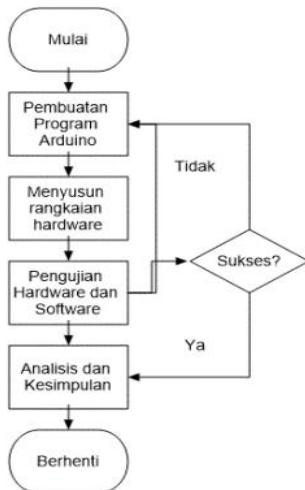 Mulai
Pembuatan
Program
Arduino
Tidak
Menyusun
rangkaian
hardware
Pengujian
Hardware dan
Software
Sukses?
Ya
Analisis dan
Kesimpulan
Berhenti